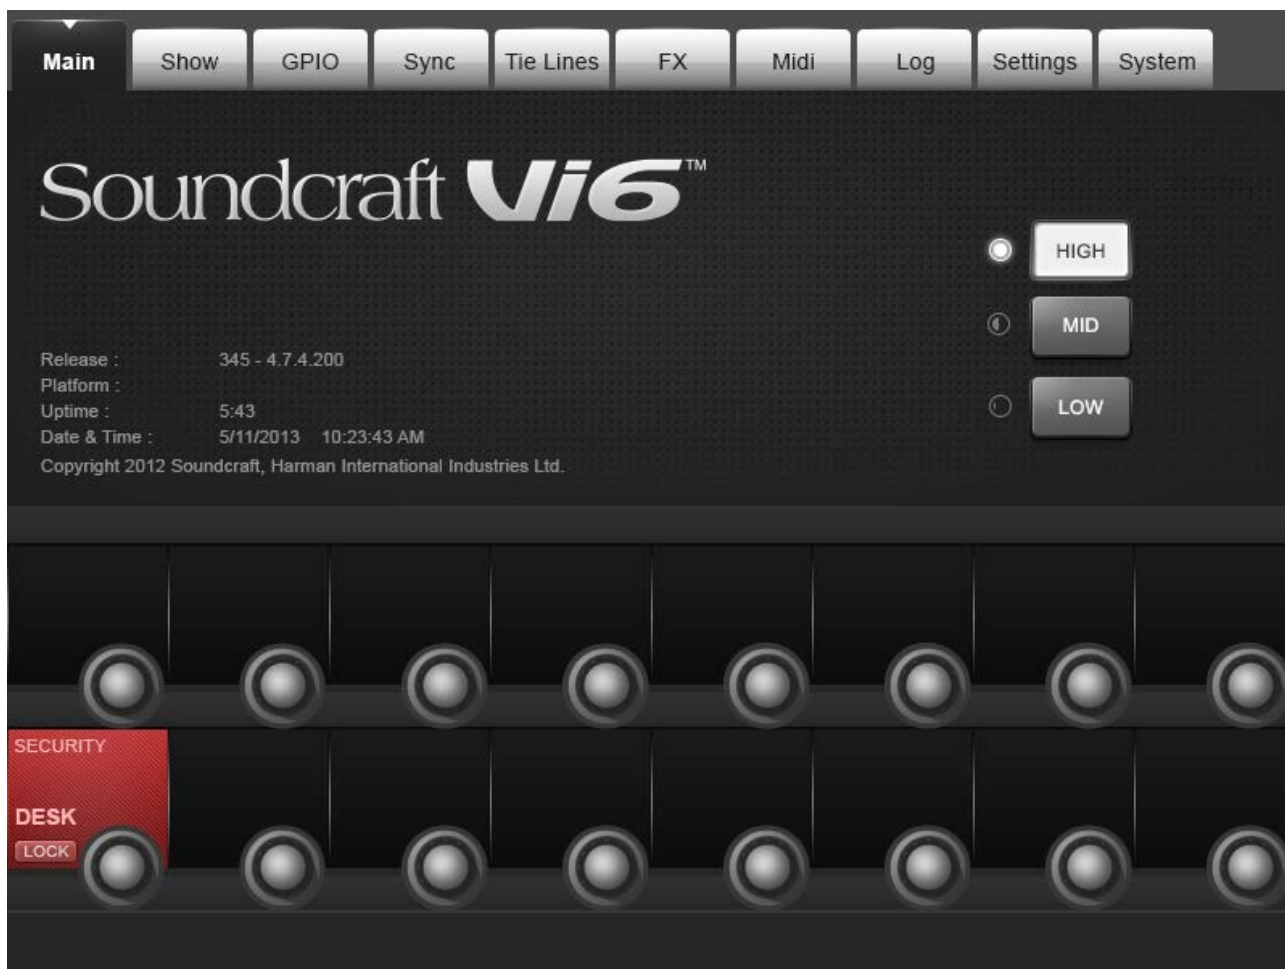 Main Show GPIO Sync Tie Lines FX Midi Log Settings System
Soundcraft Vi6™
HIGH
MID
LOW
Release : 345 - 4.7.4.200
Platform :
Uptime : 5:43
Date & Time : 5/11/2013 10:23:43 AM
Copyright 2012 Soundcraft, Harman International Industries Ltd.
SECURITY
DESK
LOCK